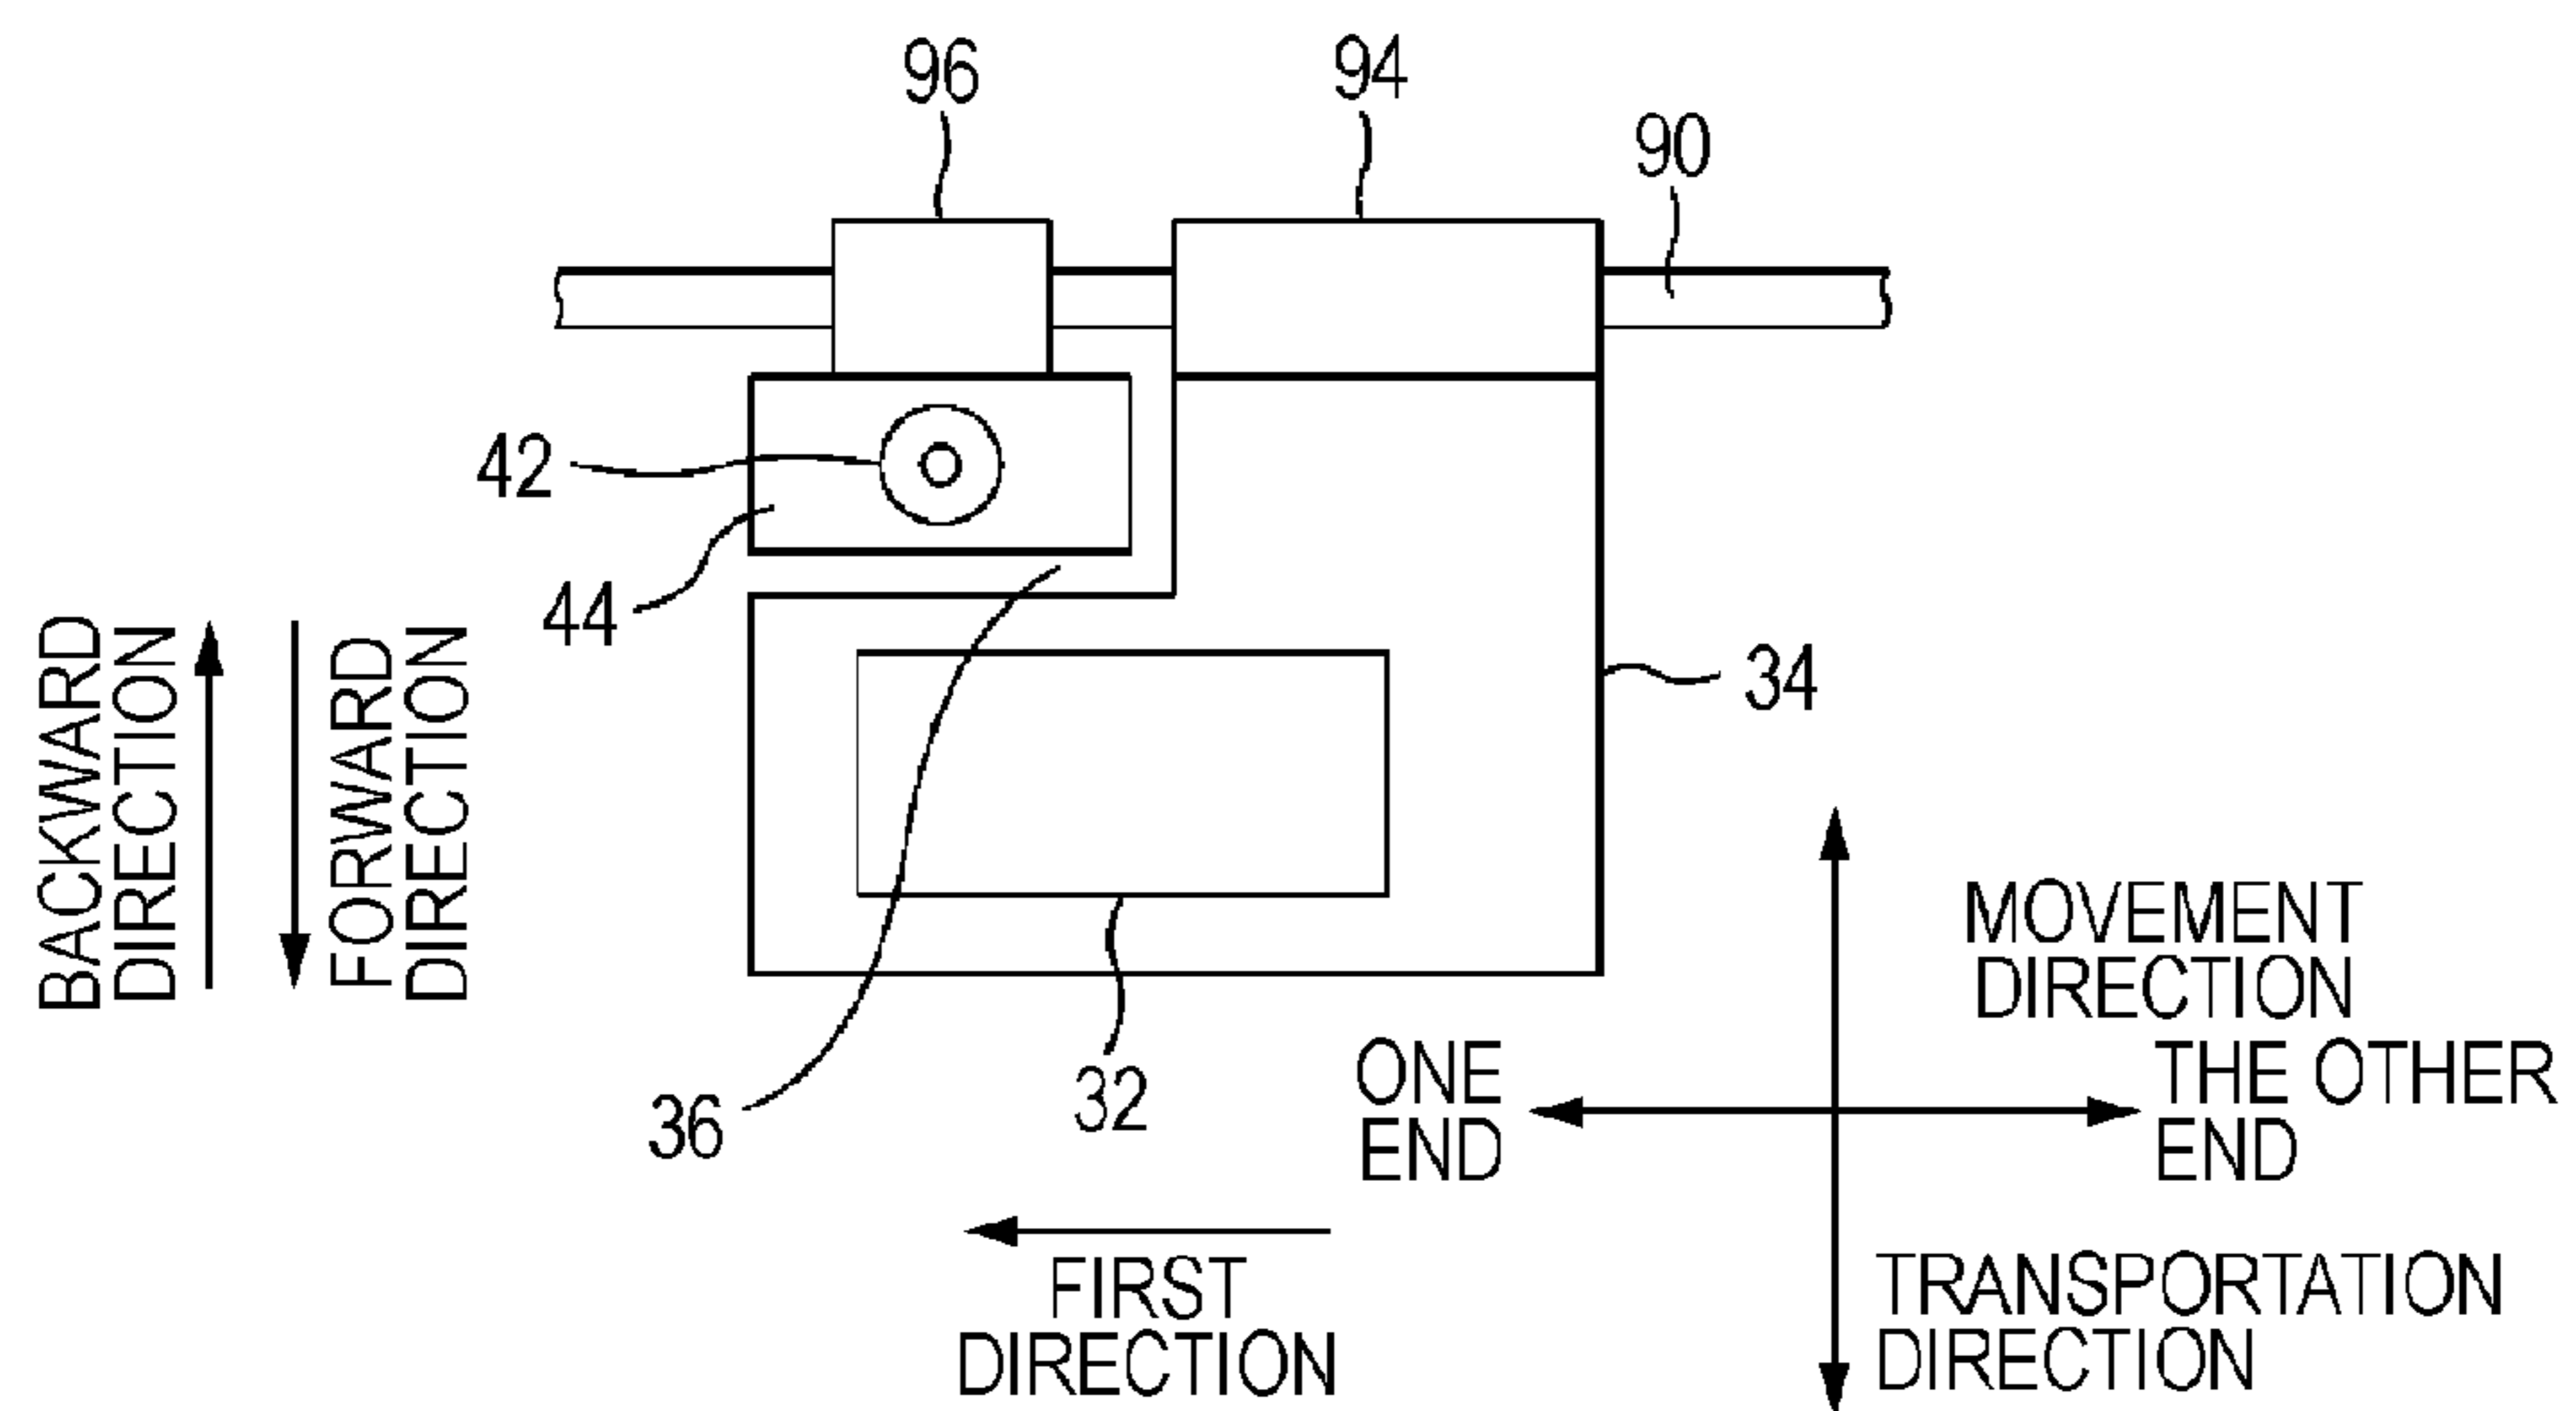 96
94
90
42
44
34
BACKWARD
DIRECTION
FORWARD
DIRECTION
MOVEMENT
DIRECTION
ONE
END
THE OTHER
END
36
32
FIRST
DIRECTION
TRANSPORTATION
DIRECTION